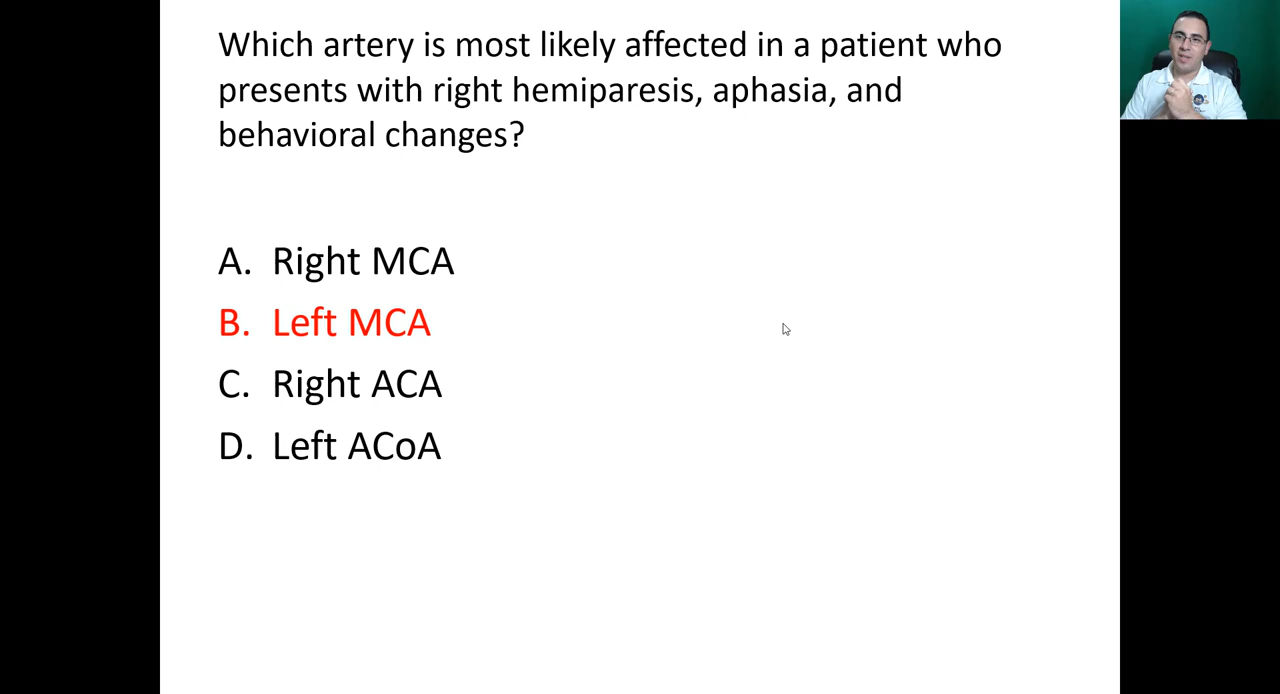 Which artery is most likely affected in a patient who
presents with right hemiparesis, aphasia, and
behavioral changes?
A. Right MCA
B. Left MCA
C. Right ACA
D. Left ACoA